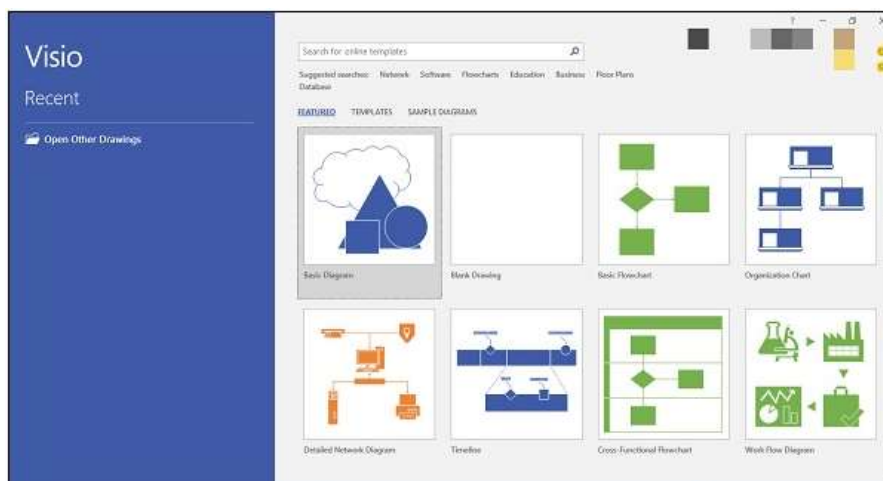 Visio
Recent
Open Other Drawings
?
Search for online templates
Suggested searches: Network Software Flowcharts Education Business Floor Plans
Database
FEATURED TEMPLATES SAMPLE DIAGRAMS
Basic Diagram Blank Drawing Basic Flowchart Organization Chart
Detailed Network Diagram Timeline Cross-Functional Flowchart Work Flow Diagram